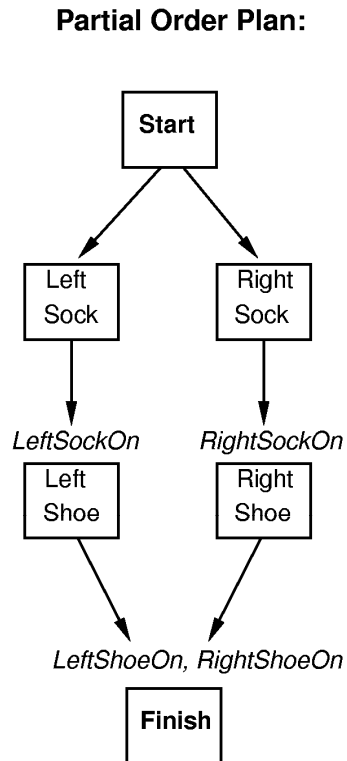 Partial Order Plan:
Start
Left
Sock
Right
Sock
LeftSockOn
RightSockOn
Left
Shoe
Right
Shoe
LeftShoeOn, RightShoeOn
Finish